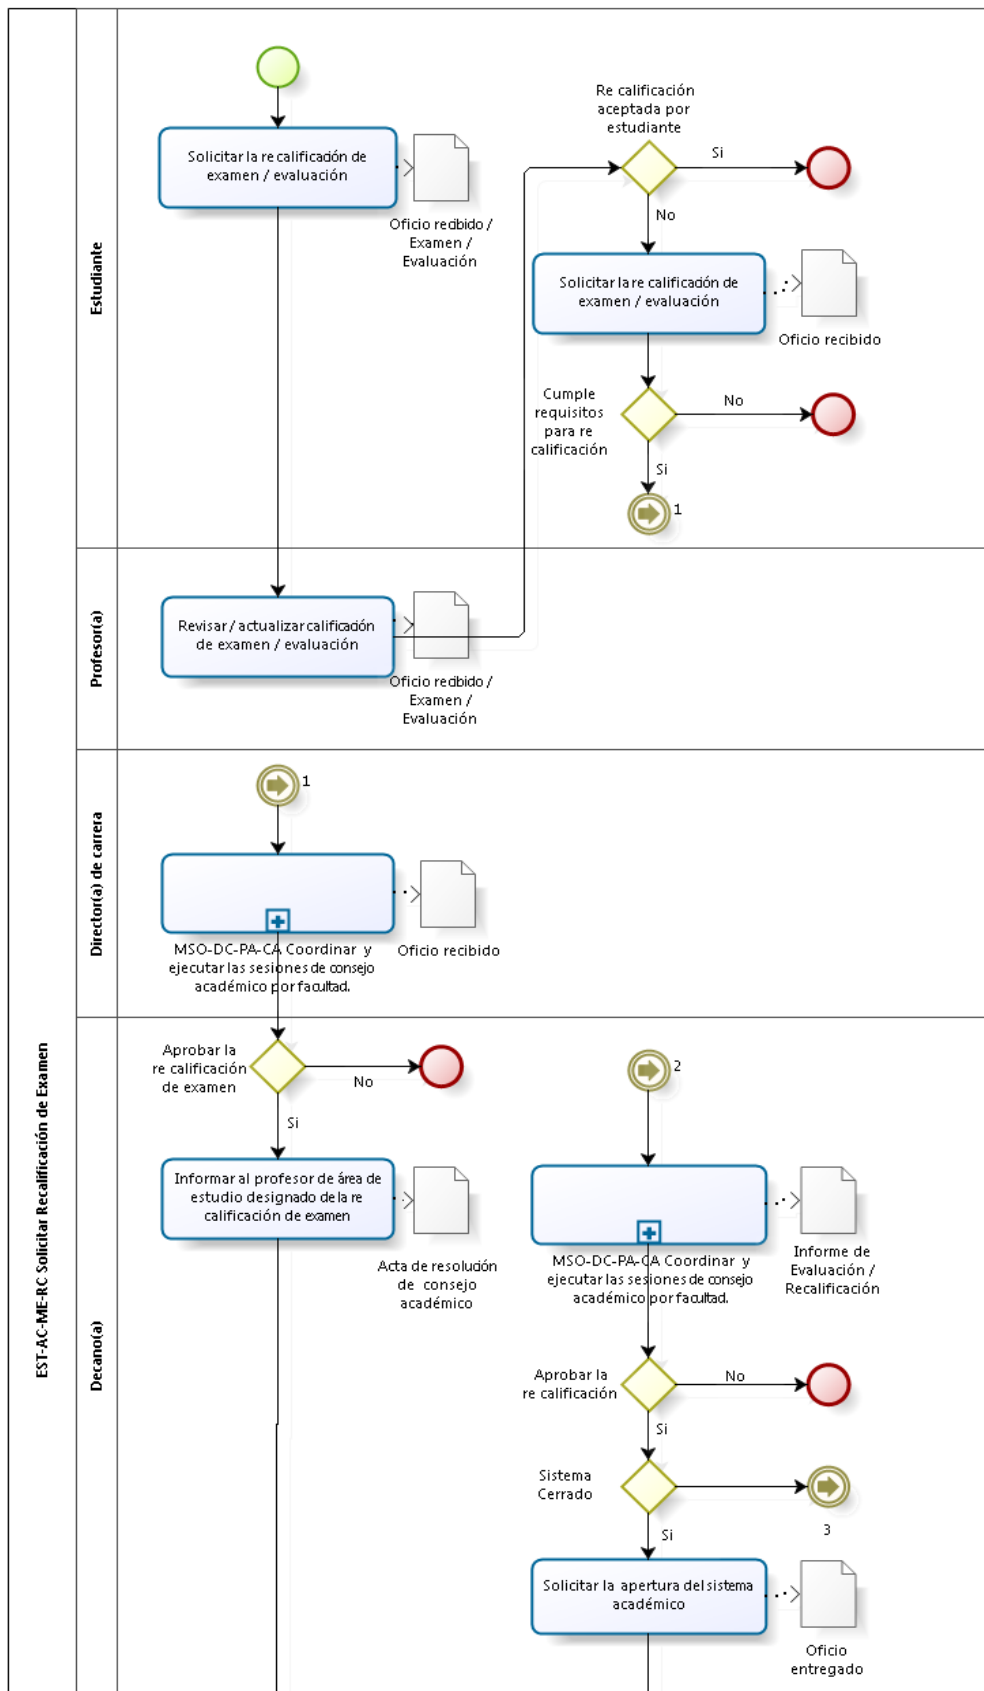 EST-AC-ME-RC Solicitar Recalificación de Examen
Estudiante
Solicitar la re calificación de
examen / evaluación
Oficio recibido /
Examen /
Evaluación
Re calificación
aceptada por
estudiante
Si
No
Solicitar la re calificación de
examen / evaluación
Oficio recibido
Cumple
requisitos
para re
calificación
No
Si
1
Profesor(a)
Revisar / actualizar calificación
de examen / evaluación
Oficio recibido /
Examen /
Evaluación
Director(a) de carrera
1
MSO-DC-PA-CA Coordinar y
ejecutar las sesiones de consejo
académico por facultad.
Oficio recibido
Decano(a)
Aprobar la
re calificación
de examen
No
Si
Informar al profesor de área de
estudio designado de la re
calificación de examen
Acta de resolución
de consejo
académico
2
MSO-DC-PA-CA Coordinar y
ejecutar las sesiones de consejo
académico por facultad.
Informe de
Evaluación /
Recalificación
Aprobar la
re calificación
No
Si
Sistema
Cerrado
3
Si
Solicitar la apertura del sistema
académico
Oficio
entregado